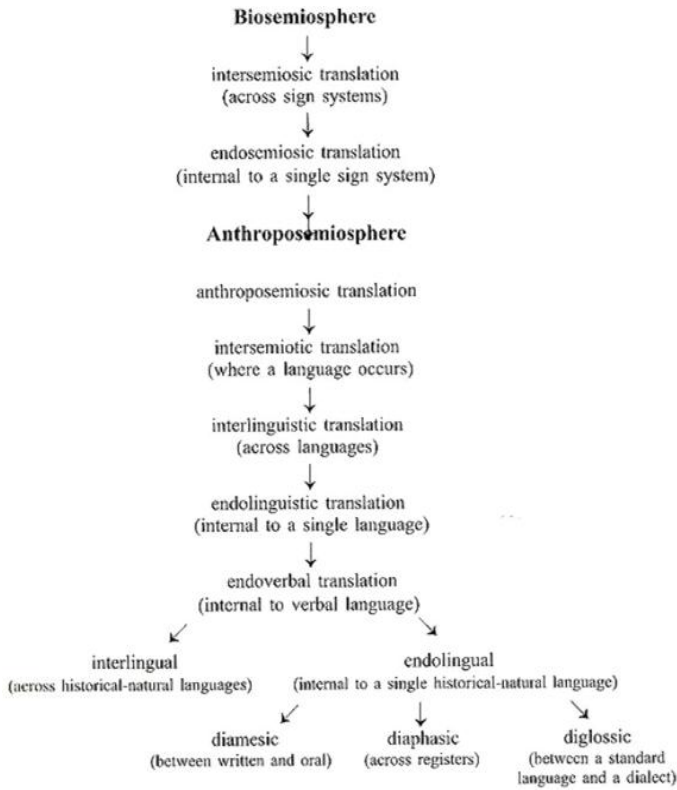 Biosemiosphere
intersemiosic translation
(across sign systems)
endosemiosic translation
(internal to a single sign system)
Anthroposemiosphere
anthroposemiosic translation
intersemiotic translation
(where a language occurs)
interlinguistic translation
(across languages)
endolinguistic translation
(internal to a single language)
endoverbal translation
(internal to verbal language)
interlingual
(across historical-natural languages)
endolingual
(internal to a single historical-natural language)
diamesic
(between written and oral)
diaphasic
(across registers)
diglossic
(between a standard
language and a dialect)